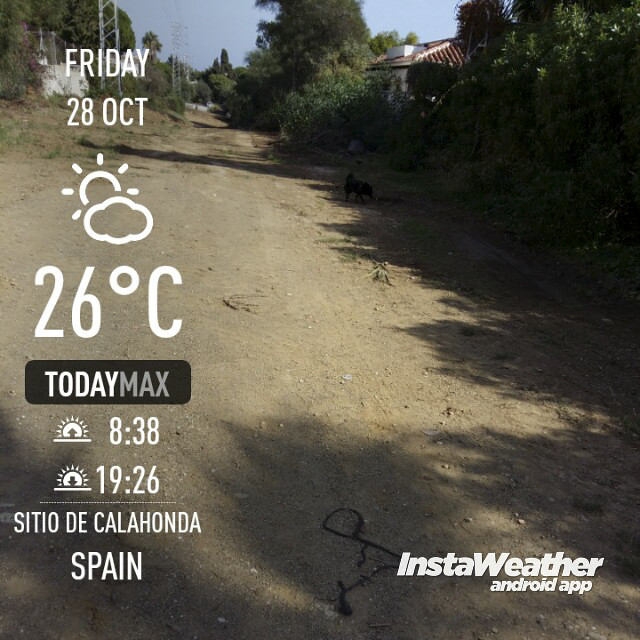 FRIDAY
28 OCT
26°C
TODAYMAX
8:38
19:26
SITIO DE CALAHONDA
SPAIN
InstaWeather
android app